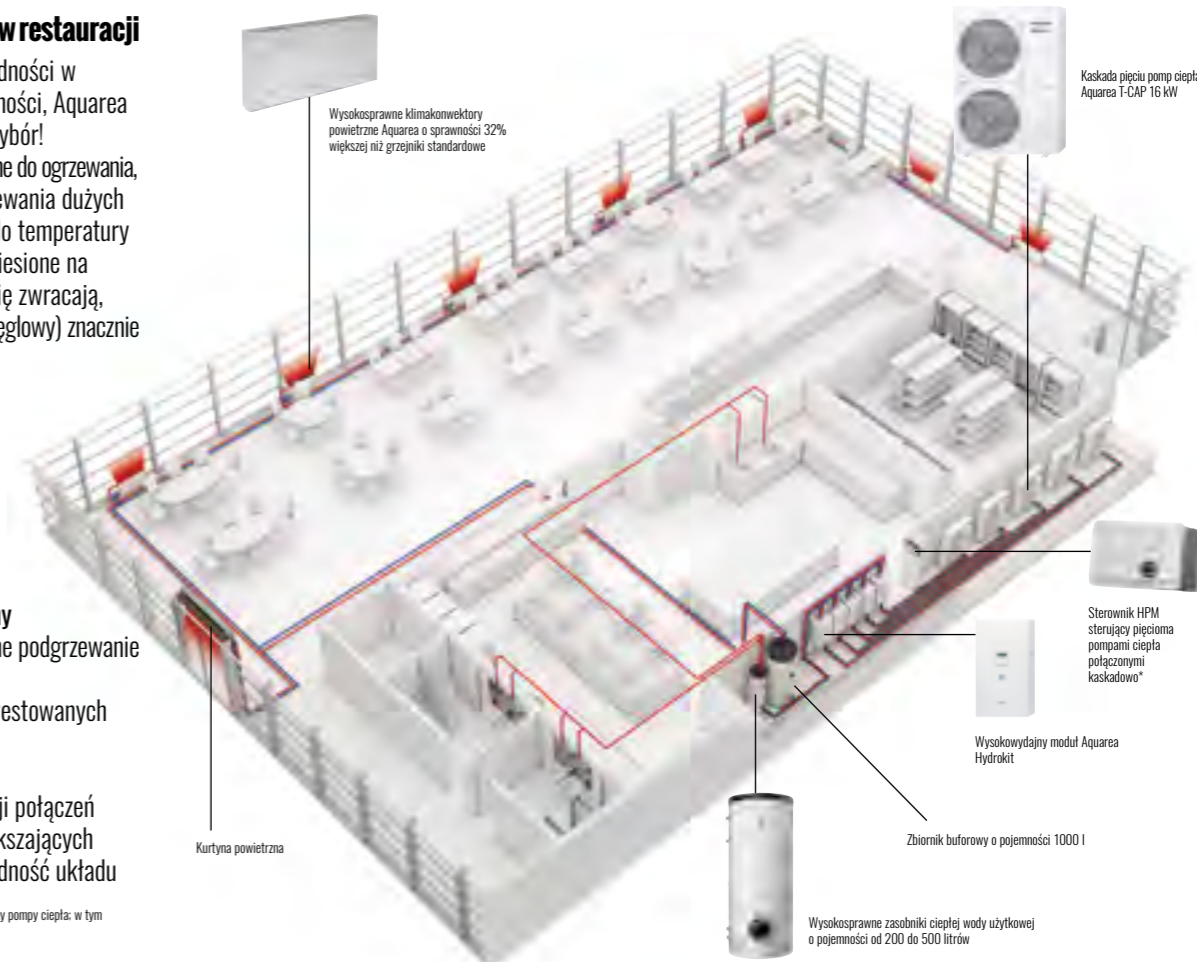 w restauracji
dności w
ności, Aquarea
ybór!
ne do ogrzewania,
ewania dużych
lo temperatury
iesione na
ię zwracają,
ęglowy) znacznie
ny
ne podgrzewanie
estowanych
ji połączeń
kszających
dność układu
y pompy ciepła; w tym
Wysokosprawne klimakonwektory
powietrzne Aquarea o sprawności 32%
większej niż grzejniki standardowe
Kaskada pięciu pomp ciepła
Aquarea T-CAP 16 kW
Sterownik HPM
sterujący pięcioma
pompami ciepła
połączonymi
kaskadowo*
Wysokowydajny moduł Aquarea
Hydrokit
Zbiornik buforowy o pojemności 1000 l
Wysokosprawne zasobniki ciepłej wody użytkowej
o pojemności od 200 do 500 litrów
Kurtyna powietrzna